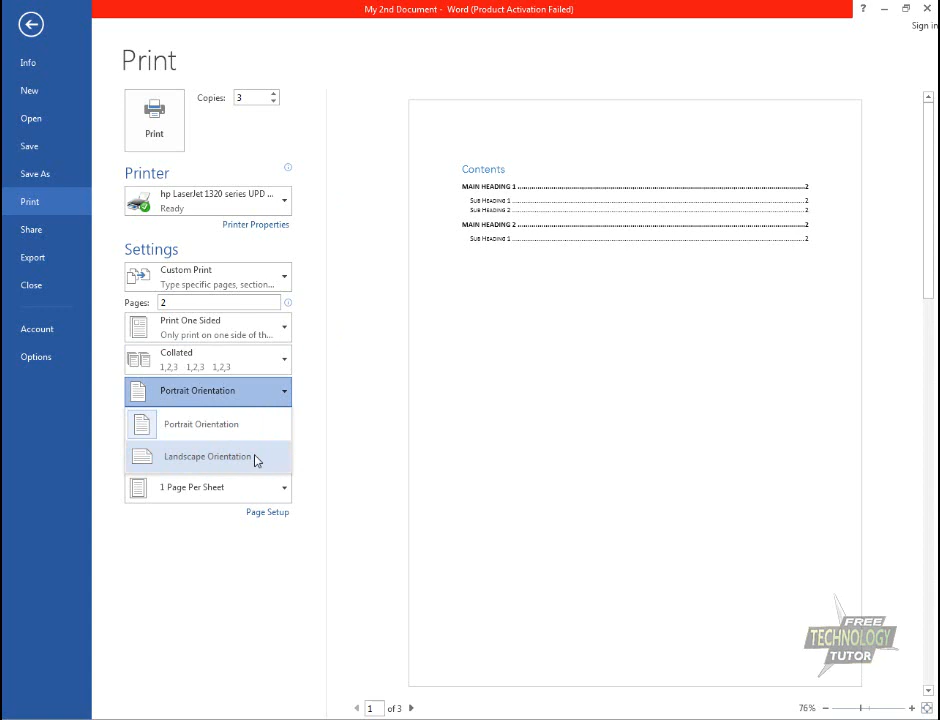 My 2nd Document - Word (Product Activation Failed)
?
Sign in
Info
New
Open
Save
Save As
Print
Share
Export
Close
Account
Options
Print
Copies: 3
Print
Printer
hp LaserJet 1320 series UPD ...
Ready
Printer Properties
Settings
Custom Print
Type specific pages, section...
Pages: 2
Print One Sided
Only print on one side of th...
Collated
1,2,3 1,2,3 1,2,3
Portrait Orientation
Portrait Orientation
Landscape Orientation
1 Page Per Sheet
Page Setup
Contents
MAIN HEADING 1 ... 2
SUB HEADING 1 ... 2
SUB HEADING 2 ... 2
MAIN HEADING 2 ... 2
SUB HEADING 1 ... 2
FREE
TECHNOLOGY
TUTOR
1 of 3
76%